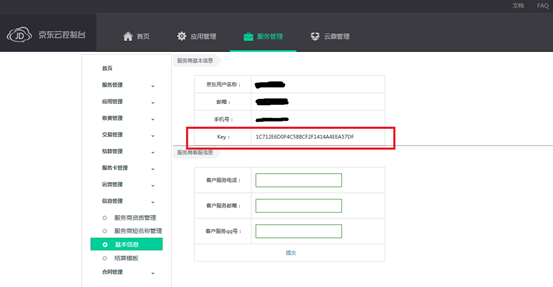 文档 FAQ
JD 京东云控制台 首页 应用管理 服务管理 云鼎管理
首页
服务管理
应用管理
收费管理
交易管理
结算管理
服务卡管理
运营管理
信息管理
服务商资质管理
服务商短名称管理
基本信息
结算模板
合同管理
服务商基本信息
京东用户名称：
邮箱：
手机号：
Key： 1C712E6D0F4C588CF2F1414A4EEA57DF
服务商客服信息
客户服务电话：
客户服务邮箱：
客户服务qq号：
提交